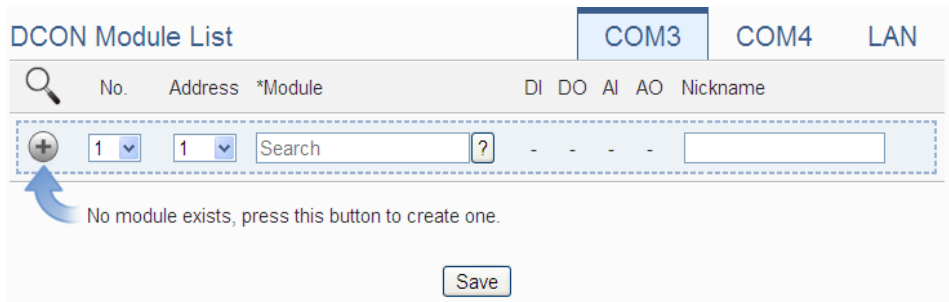 DCON Module List COM3 COM4 LAN
No. Address *Module DI DO AI AO Nickname
1 1 Search ? - - - -
No module exists, press this button to create one.
Save